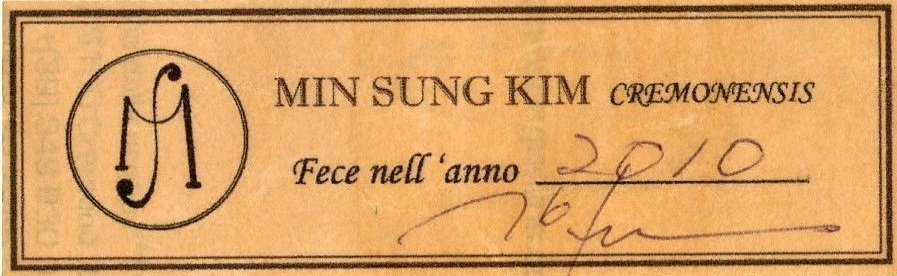 MIN SUNG KIM CREMONENSIS
Fece nell 'anno 2010